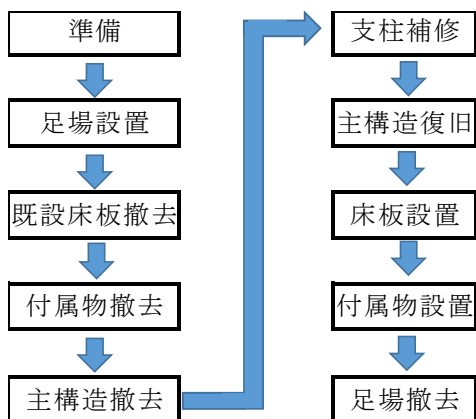 準備
足場設置
既設床板撤去
付属物撤去
主構造撤去
支柱補修
主構造復旧
床板設置
付属物設置
足場撤去